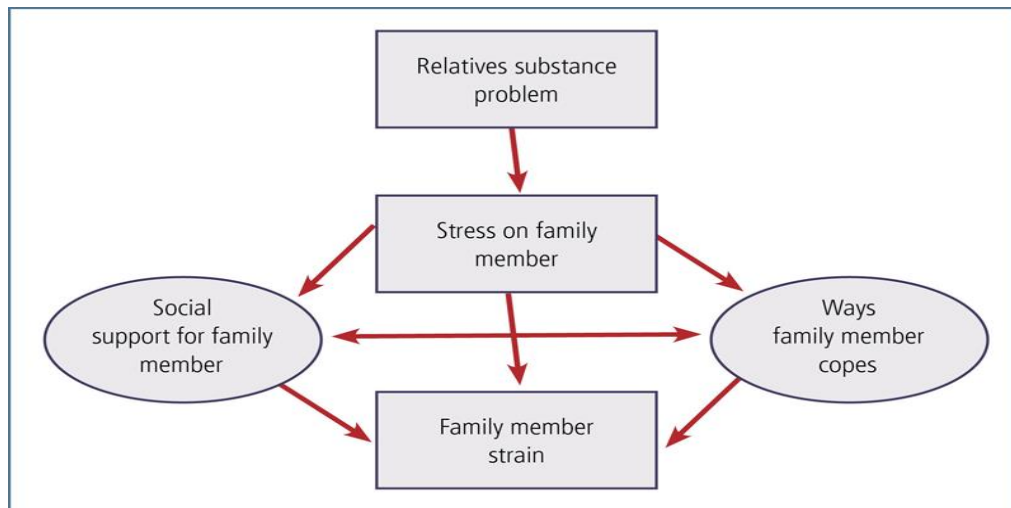 Relatives substance
problem
Stress on family
member
Social
support for family
member
Ways
family member
copes
Family member
strain